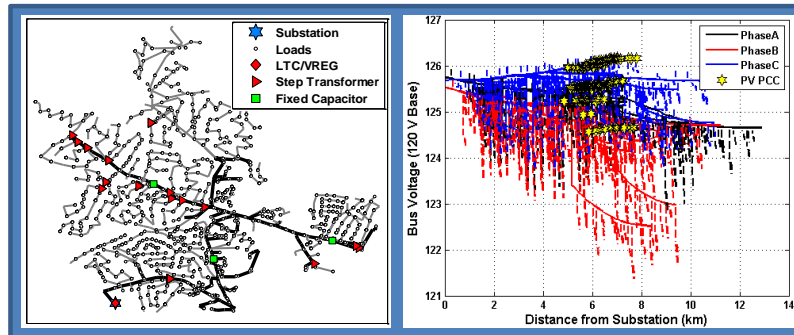 Substation
Loads
LTC/VREG
Step Transformer
Fixed Capacitor
127
126
125
124
123
122
121
Bus Voltage (120 V Base)
PhaseA
PhaseB
PhaseC
PV PCC
0 2 4 6 8 10 12 14
Distance from Substation (km)